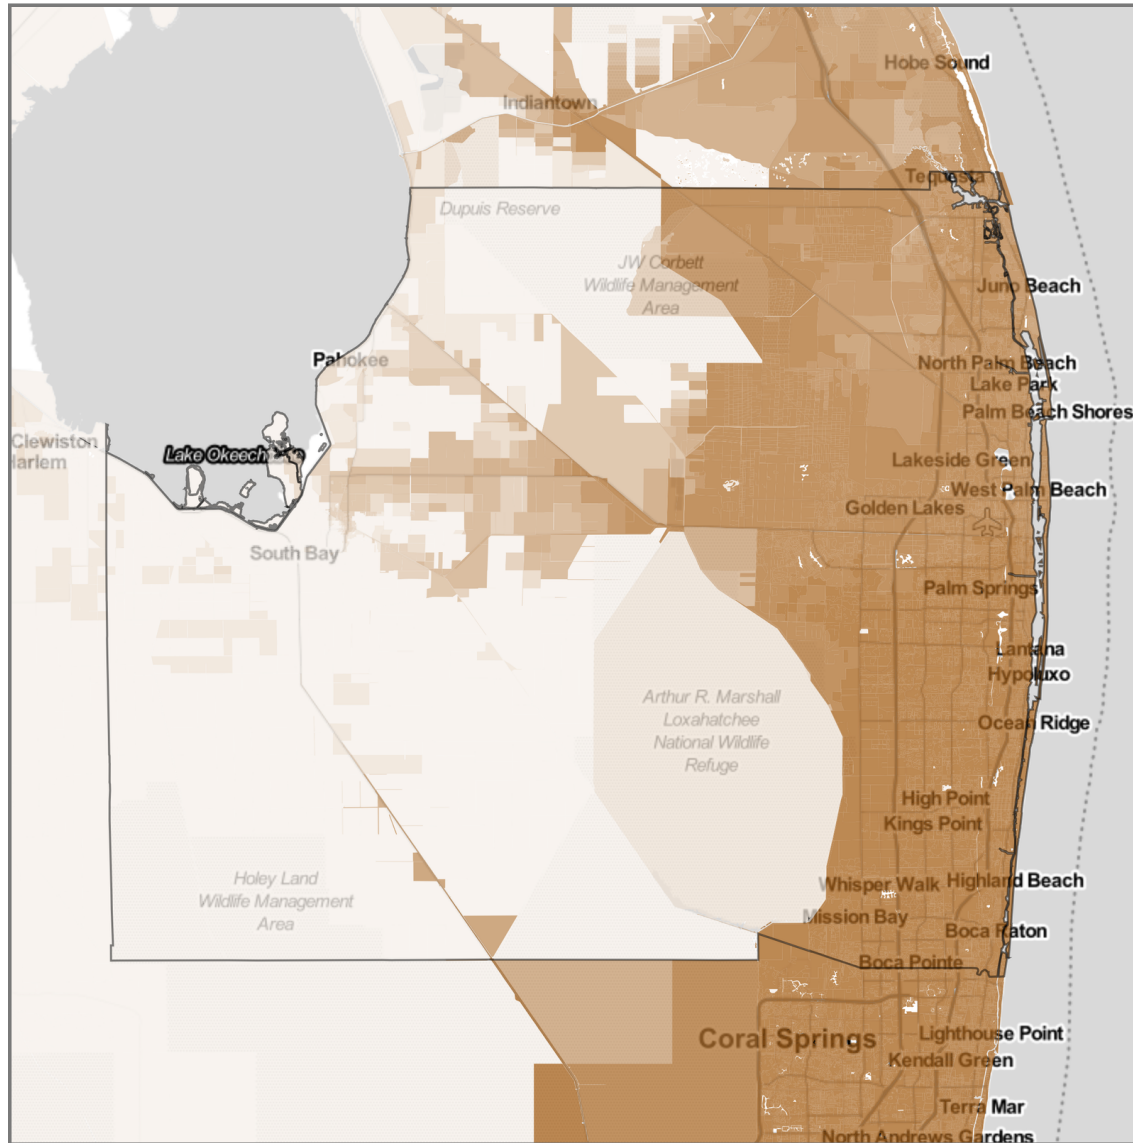 Hobe Sound
Indiantown
Tequesta
Dupuis Reserve
JW Corbett
Wildlife Management
Area
Juno Beach
Pahokee
North Palm Beach
Lake Park
Palm Beach Shores
Clewiston
Harlem
Lake Okeech
Lakeside Green
West Palm Beach
Golden Lakes
South Bay
Palm Springs
Lantana
Hypoluxo
Arthur R. Marshall
Loxahatchee
National Wildlife
Refuge
Ocean Ridge
High Point
Kings Point
Holey Land
Wildlife Management
Area
Whisper Walk
Highland Beach
Mission Bay
Boca Raton
Boca Pointe
Coral Springs
Lighthouse Point
Kendall Green
Terra Mar
North Andrews Gardens